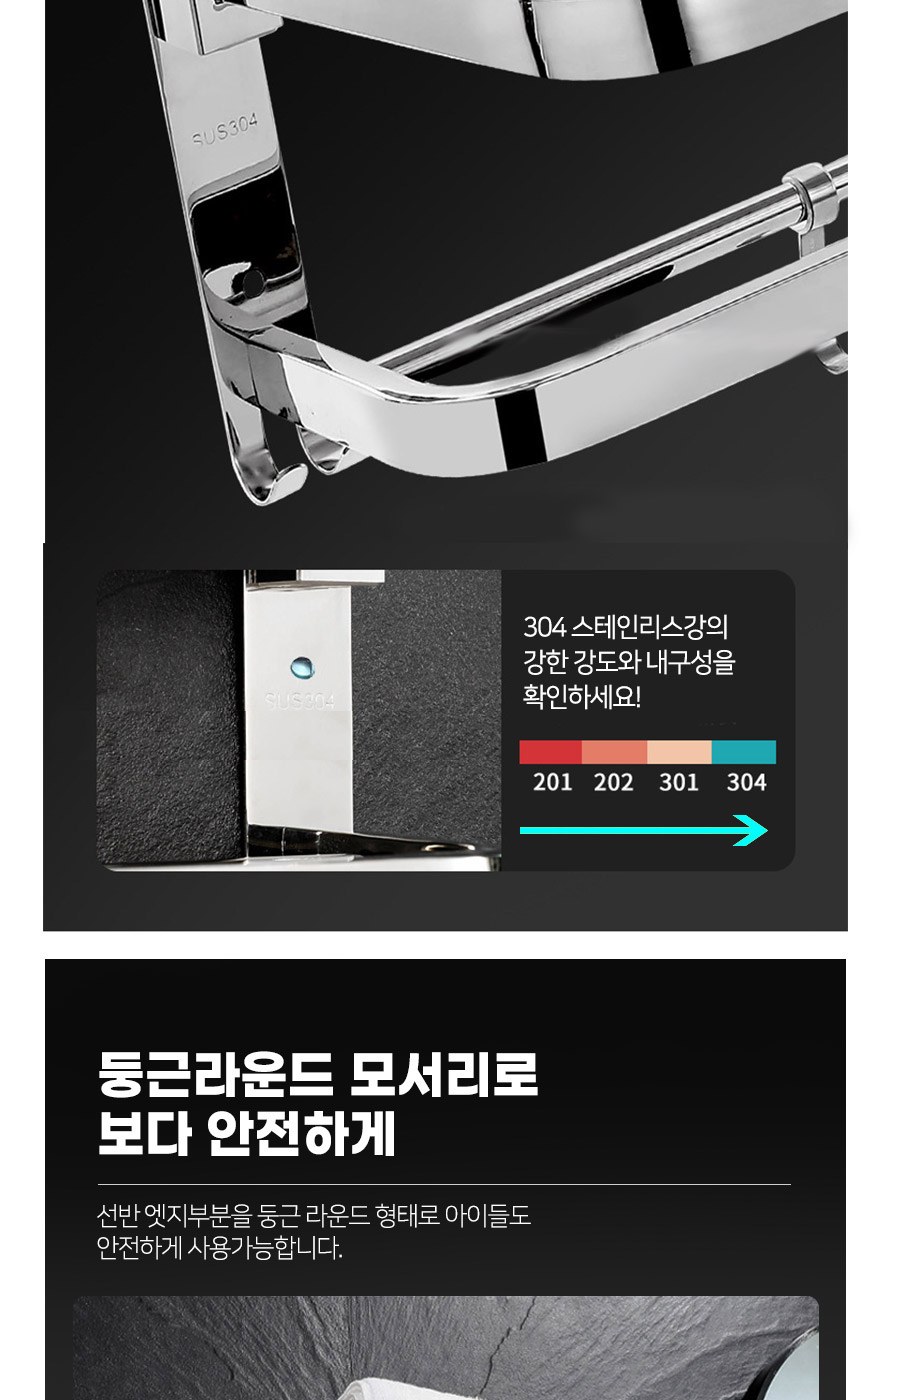 SUS304
SUS304
304 스테인리스강의
강한 강도와 내구성을
확인하세요!
201 202 301 304
둥근라운드 모서리로
보다 안전하게
선반 엣지부분을 둥근 라운드 형태로 아이들도
안전하게 사용가능합니다.